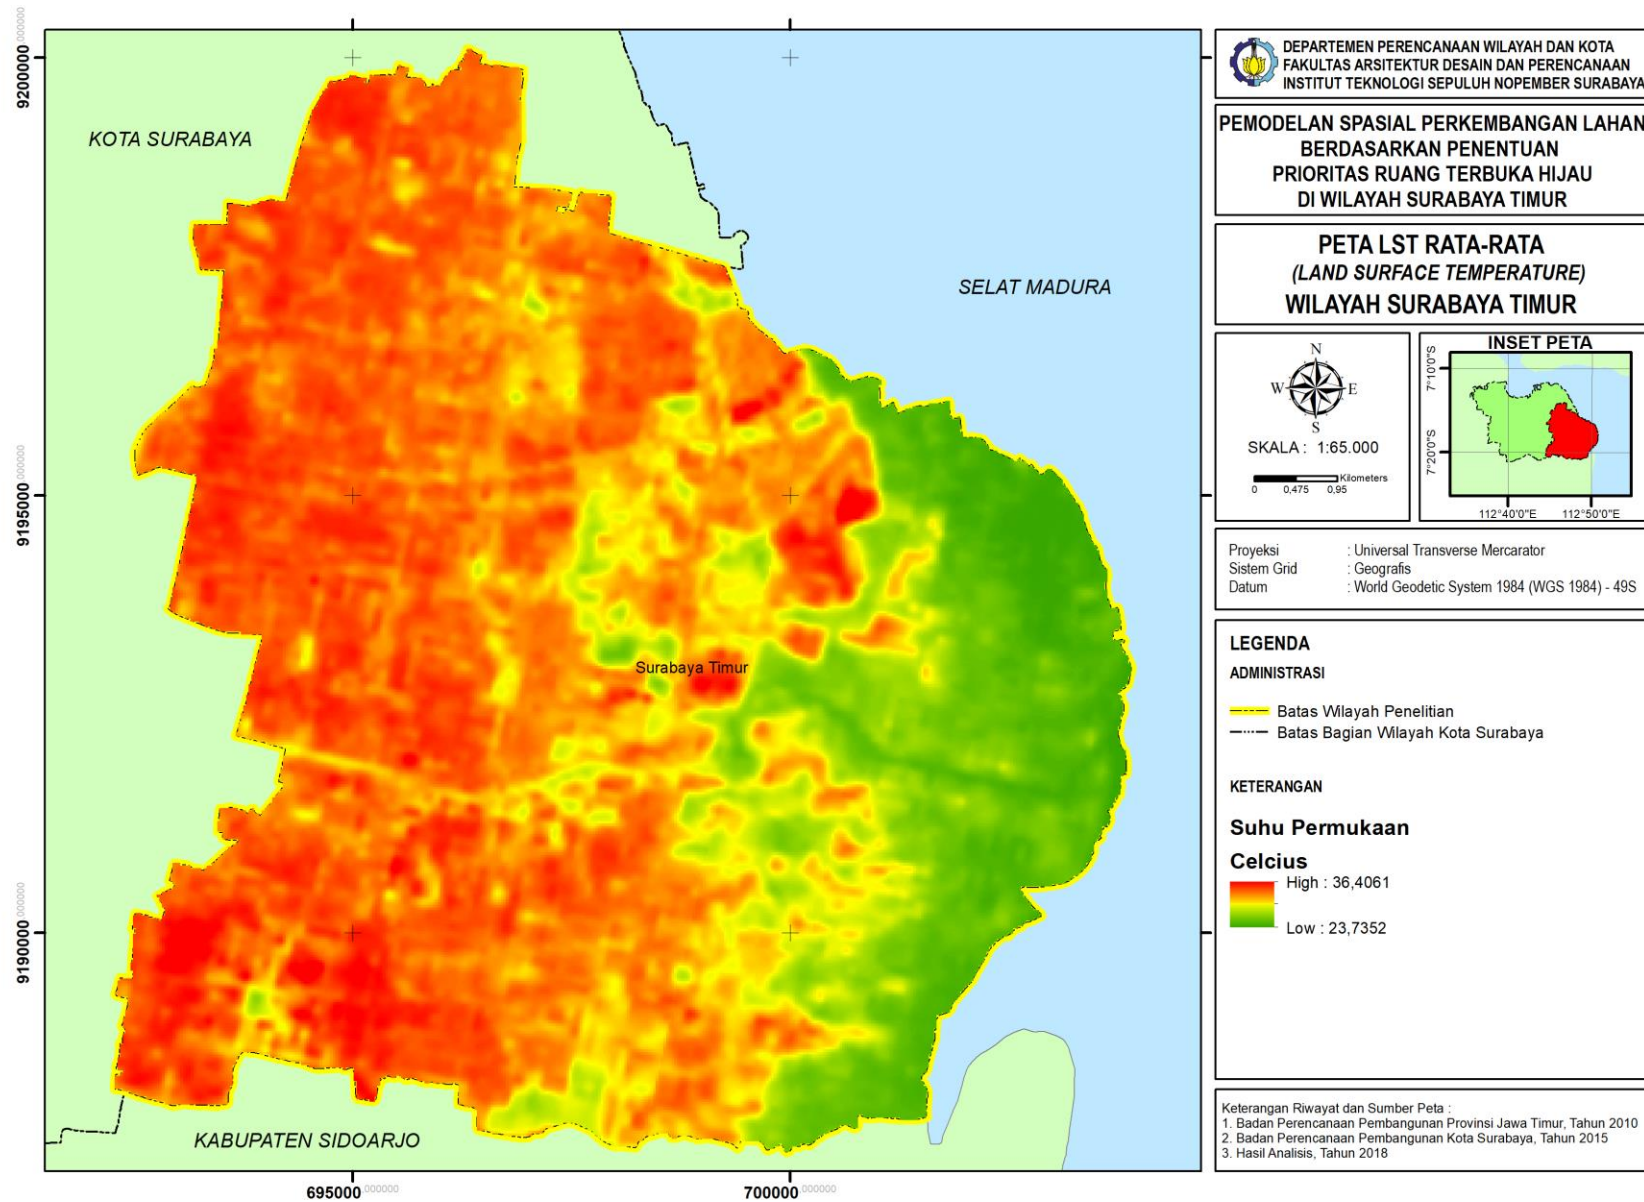 9200000.000000
9195000.000000
9190000.000000
695000.000000
700000.000000
KOTA SURABAYA
SELAT MADURA
Surabaya Timur
KABUPATEN SIDOARJO
DEPARTEMEN PERENCANAAN WILAYAH DAN KOTA
FAKULTAS ARSITEKTUR DESAIN DAN PERENCANAAN
INSTITUT TEKNOLOGI SEPULUH NOPEMBER SURABAYA
PEMODELAN SPASIAL PERKEMBANGAN LAHAN
BERDASARKAN PENENTUAN
PRIORITAS RUANG TERBUKA HIJAU
DI WILAYAH SURABAYA TIMUR
PETA LST RATA-RATA
(LAND SURFACE TEMPERATURE)
WILAYAH SURABAYA TIMUR
N
W E
S
SKALA : 1:65.000
Kilometers
0 0,475 0,95
INSET PETA
7°10'0"S
7°20'0"S
112°40'0"E 112°50'0"E
Proyeksi : Universal Transverse Mercarator
Sistem Grid : Geografis
Datum : World Geodetic System 1984 (WGS 1984) - 49S
LEGENDA
ADMINISTRASI
Batas Wilayah Penelitian
Batas Bagian Wilayah Kota Surabaya
KETERANGAN
Suhu Permukaan
Celcius
High : 36,4061
Low : 23,7352
Keterangan Riwayat dan Sumber Peta :
1. Badan Perencanaan Pembangunan Provinsi Jawa Timur, Tahun 2010
2. Badan Perencanaan Pembangunan Kota Surabaya, Tahun 2015
3. Hasil Analisis, Tahun 2018